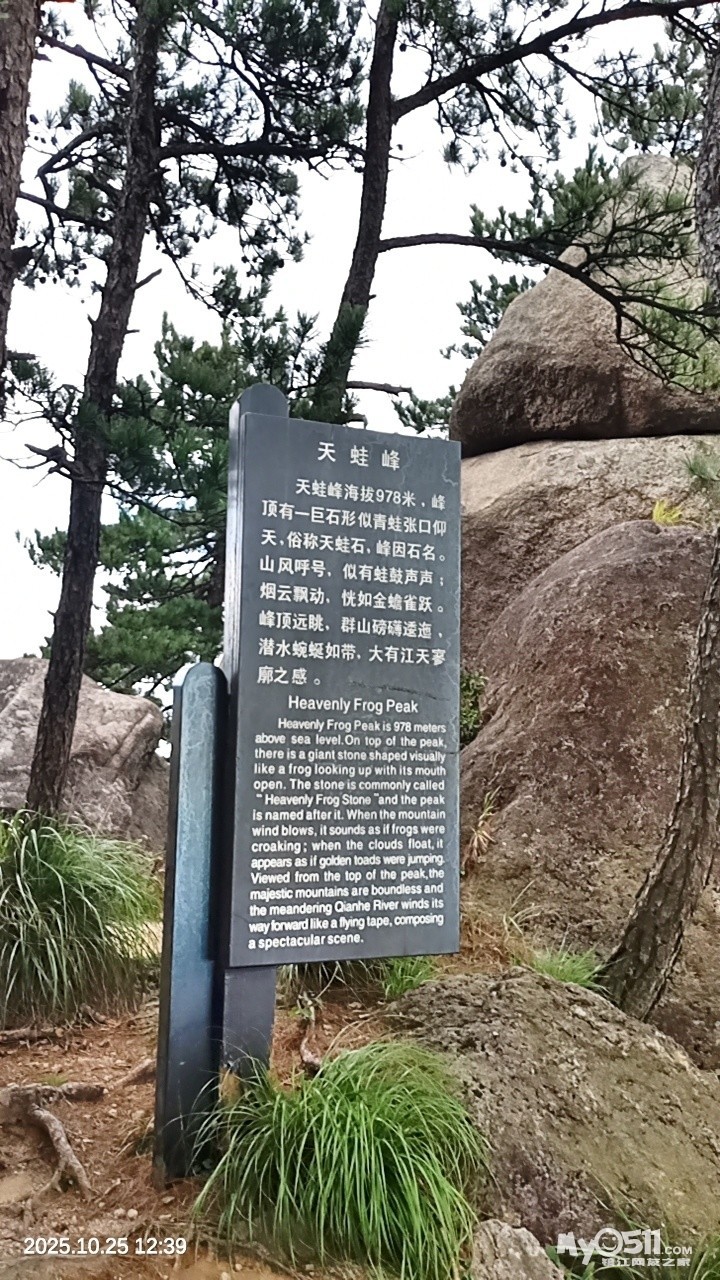 天蛙峰
天蛙峰海拔978米，峰
顶有一巨石形似青蛙张口仰
天，俗称天蛙石，峰因石名。
山风呼号，似有蛙鼓声声；
烟云飘动，恍如金蟾雀跃。
峰顶远眺，群山磅礴逶迤，
潜水蜿蜒如带，大有江天寥
廓之感。
Heavenly Frog Peak
Heavenly Frog Peak is 978 meters
above sea level.On top of the peak,
there is a giant stone shaped visually
like a frog looking up with its mouth
open. The stone is commonly called
"Heavenly Frog Stone"and the peak
is named after it. When the mountain
wind blows, it sounds as if frogs were
croaking; when the clouds float, it
appears as if golden toads were jumping.
Viewed from the top of the peak,the
majestic mountains are boundless and
the meandering Qianhe River winds its
way forward like a flying tape, composing
a spectacular scene.
2025.10.25 12:39
My0511.COM
镇江网友之家